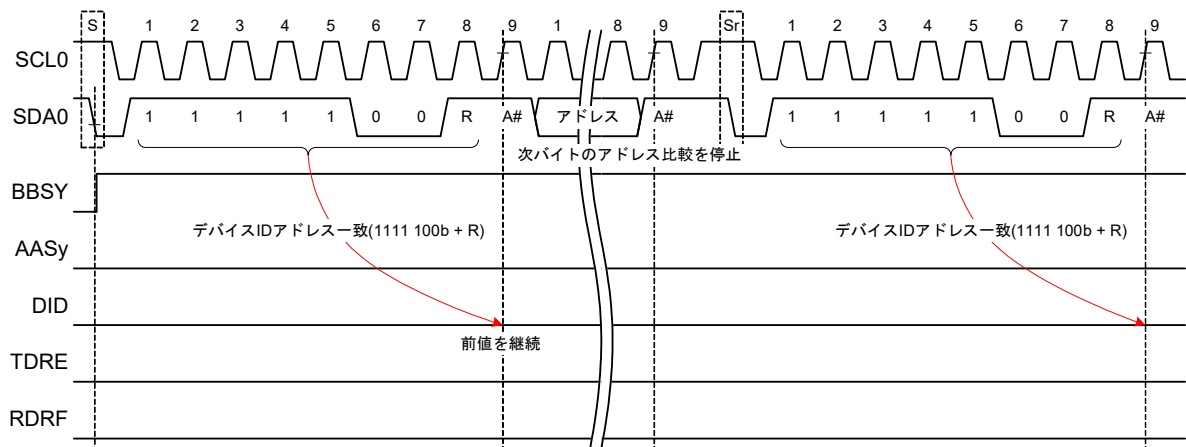 S 1 2 3 4 5 6 7 8 9 1 8 9 Sr 1 2 3 4 5 6 7 8 9
SCL0
SDA0 1 1 1 1 1 0 0 R A# アドレス A# 1 1 1 1 1 0 0 R A#
次バイトのアドレス比較を停止
BBSY
デバイスIDアドレス一致(1111 100b + R) デバイスIDアドレス一致(1111 100b + R)
AASy
DID
前値を継続
TDRE
RDRF